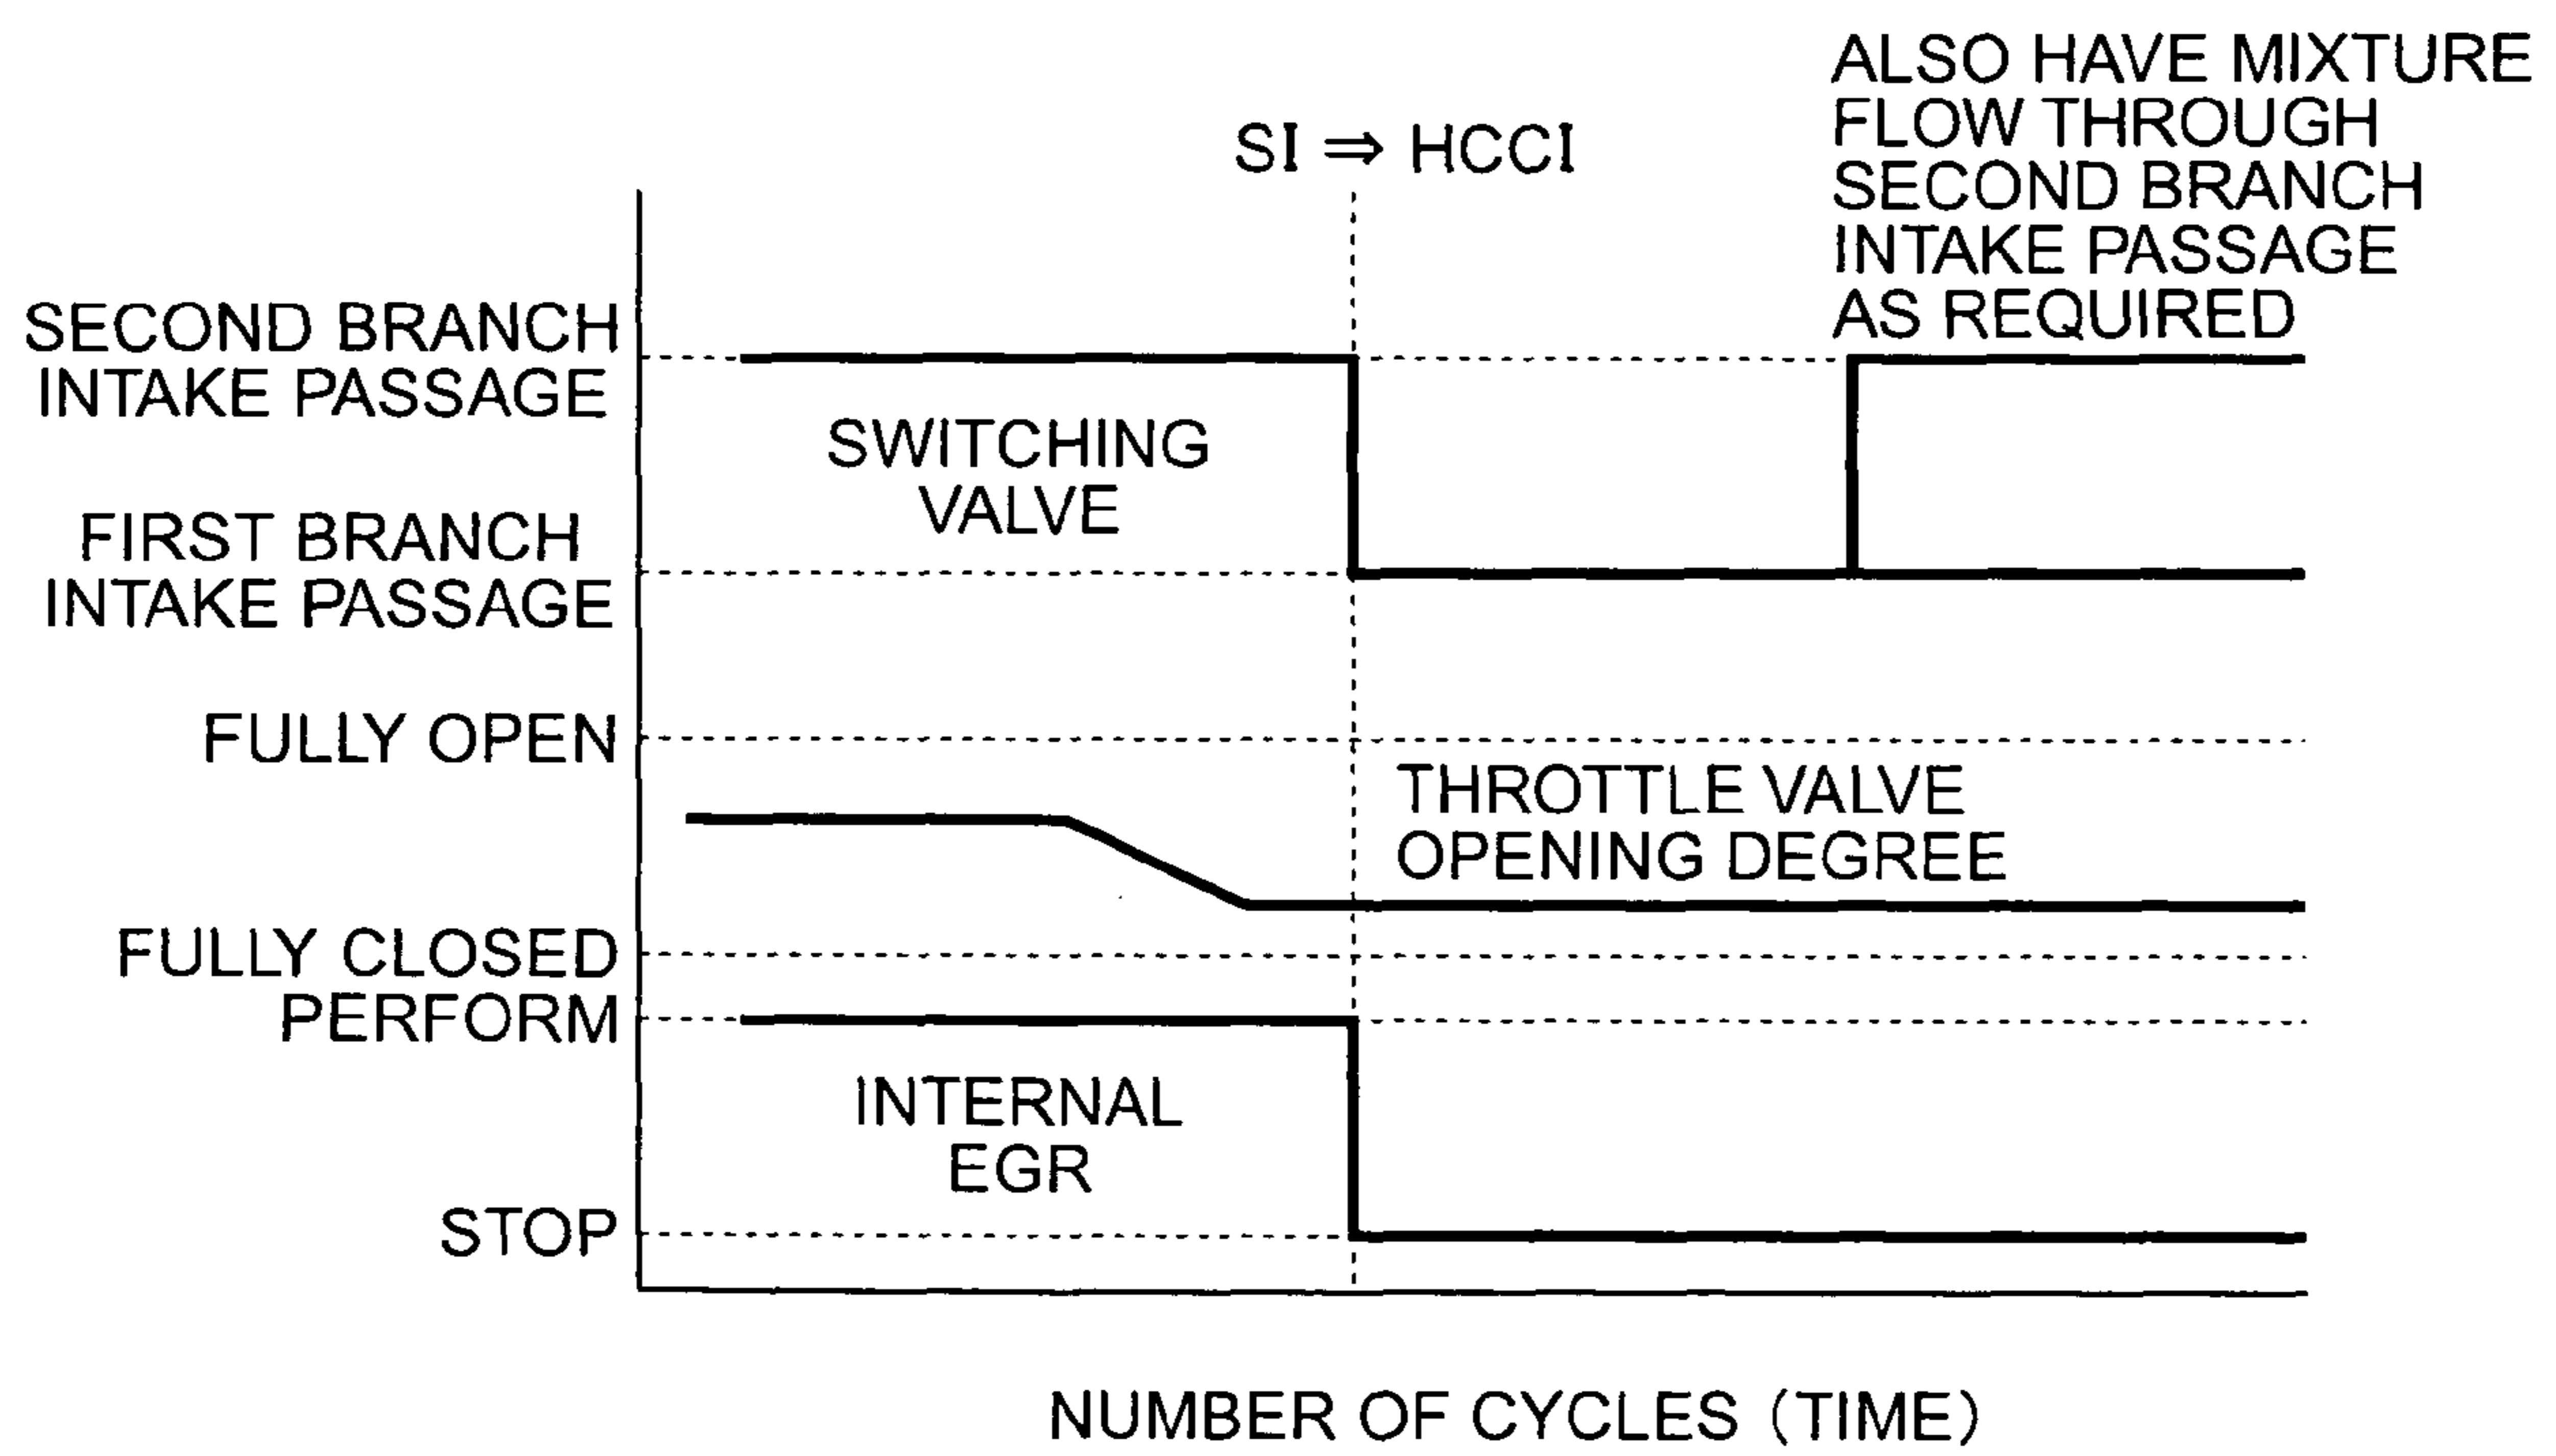 ALSO HAVE MIXTURE
FLOW THROUGH
SECOND BRANCH
INTAKE PASSAGE
AS REQUIRED
SI ⇒ HCCI
SECOND BRANCH
INTAKE PASSAGE
SWITCHING
VALVE
FIRST BRANCH
INTAKE PASSAGE
FULLY OPEN
THROTTLE VALVE
OPENING DEGREE
FULLY CLOSED
PERFORM
INTERNAL
EGR
STOP
NUMBER OF CYCLES (TIME)